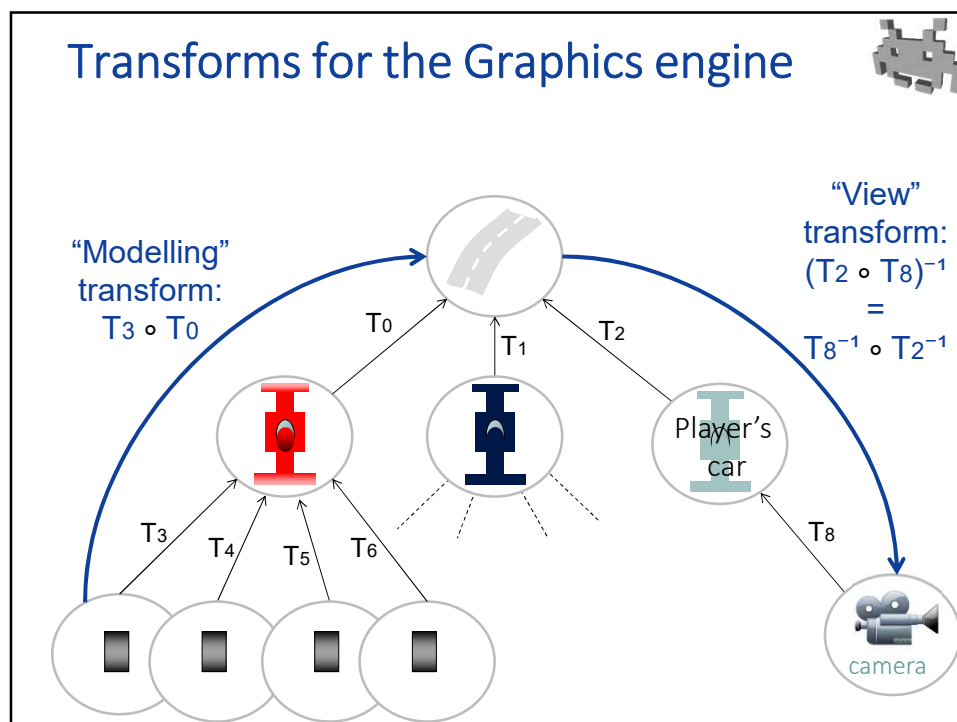 Transforms for the Graphics engine
“Modelling”
transform:
T3 ∘ T0
“View”
transform:
(T2 ∘ T8)⁻¹
=
T8⁻¹ ∘ T2⁻¹
T0
T1
T2
Player's
car
T3
T4
T5
T6
T8
camera